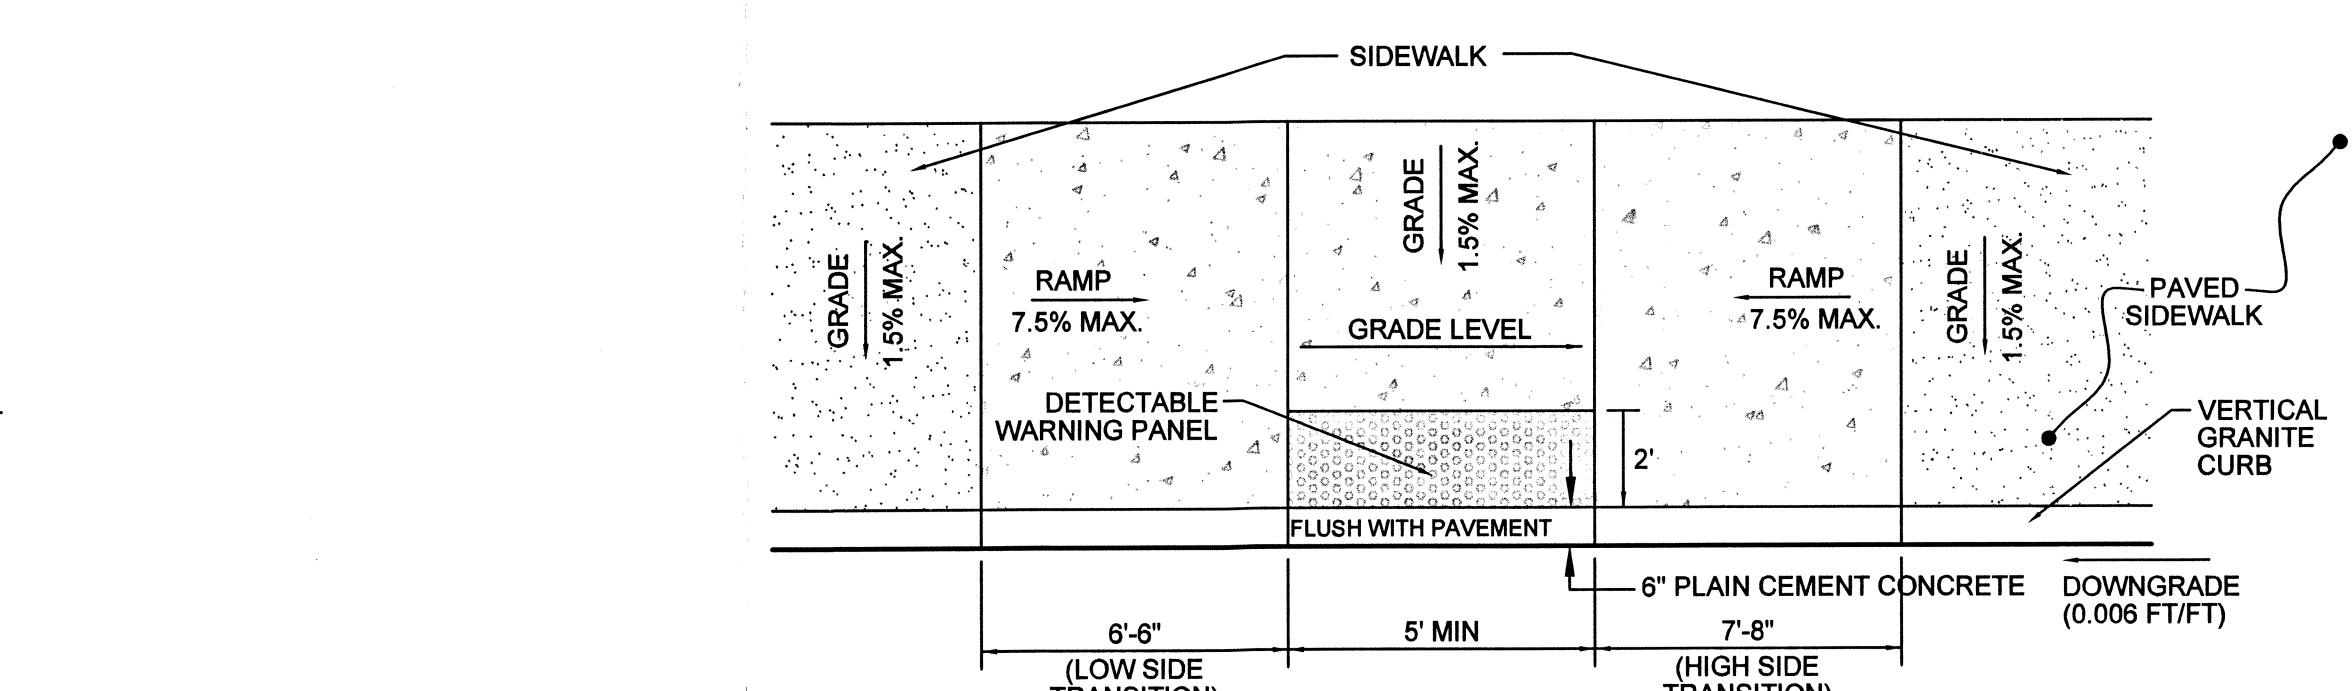 SIDEWALK
GRADE
1.5% MAX.
RAMP
7.5% MAX.
GRADE
1.5% MAX.
GRADE LEVEL
RAMP
7.5% MAX.
GRADE
1.5% MAX.
PAVED
SIDEWALK
DETECTABLE
WARNING PANEL
2'
VERTICAL
GRANITE
CURB
FLUSH WITH PAVEMENT
6" PLAIN CEMENT CONCRETE
DOWNGRADE
(0.006 FT/FT)
6'-6"
(LOW SIDE
TRANSITION)
5' MIN
7'-8"
(HIGH SIDE
TRANSITION)